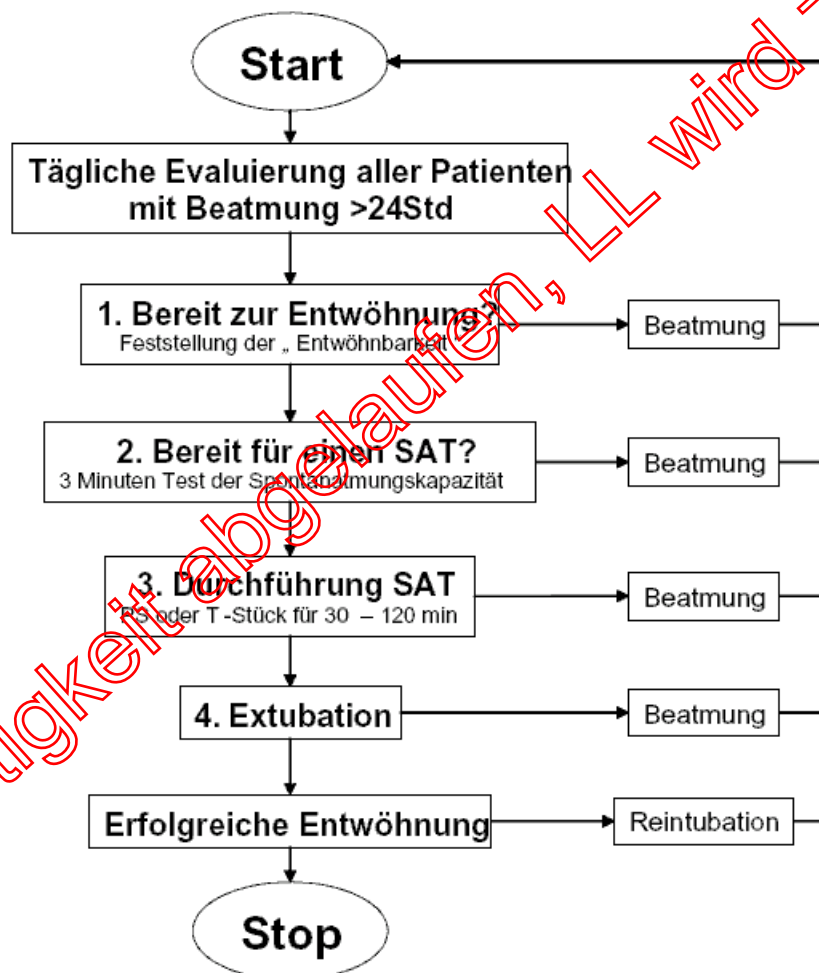 Start
Tägliche Evaluierung aller Patienten
mit Beatmung >24Std
1. Bereit zur Entwöhnung?
Feststellung der „ Entwöhnbarkeit
Beatmung
2. Bereit für einen SAT?
3 Minuten Test der Spontanatmungskapazität
Beatmung
3. Durchführung SAT
PS oder T -Stück für 30 – 120 min
Beatmung
4. Extubation
Beatmung
Erfolgreiche Entwöhnung
Reintubation
Stop
tigkeit abgelaufen, LL wird